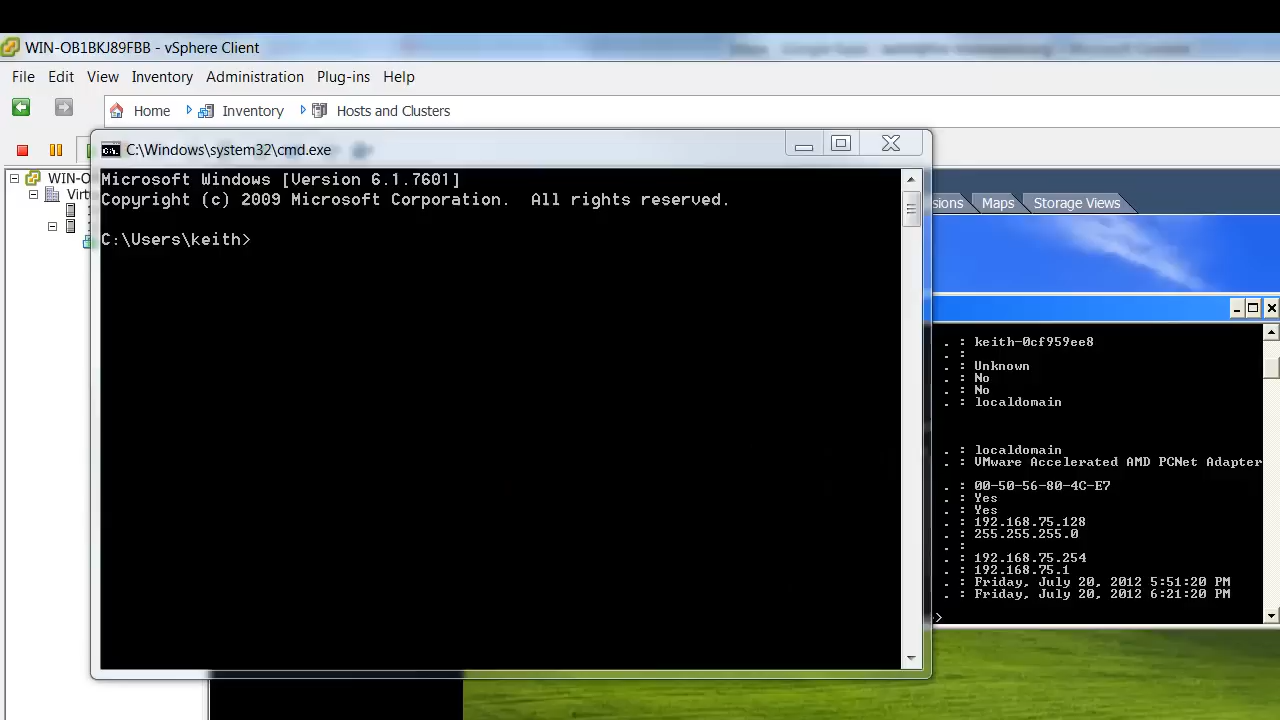 WIN-OB1BKJ89FBB - vSphere Client
File Edit View Inventory Administration Plug-ins Help
Home Inventory Hosts and Clusters
C:\Windows\system32\cmd.exe
Microsoft Windows [Version 6.1.7601]
Copyright (c) 2009 Microsoft Corporation. All rights reserved.
C:\Users\keith>
WIN-O
Virtu
sions Maps Storage Views
. : keith-0cf959ee8
. :
. : Unknown
. : No
. : No
. : localdomain
. : localdomain
. : VMware Accelerated AMD PCNet Adapter
. : 00-50-56-80-4C-E7
. : Yes
. : Yes
. : 192.168.75.128
. : 255.255.255.0
. :
. : 192.168.75.254
. : 192.168.75.1
. : Friday, July 20, 2012 5:51:20 PM
. : Friday, July 20, 2012 6:21:20 PM
>